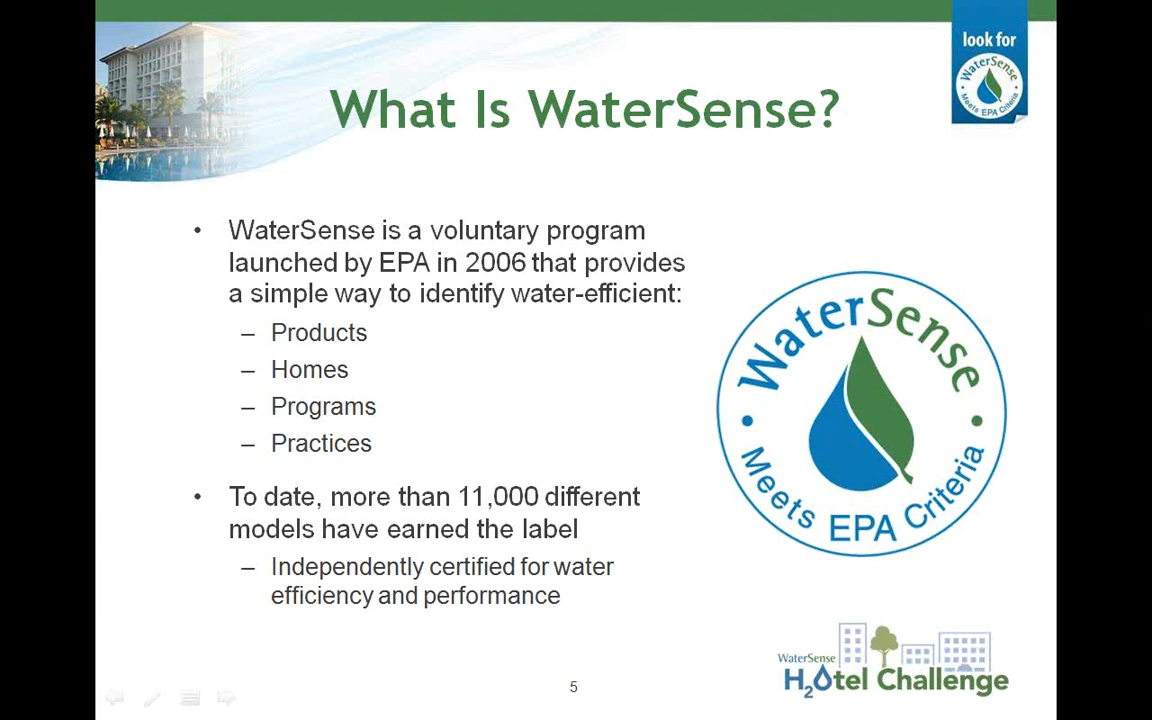 look for
WaterSense
Meets EPA Criteria
What Is WaterSense?
• WaterSense is a voluntary program
launched by EPA in 2006 that provides
a simple way to identify water-efficient:
– Products
– Homes
– Programs
– Practices
• To date, more than 11,000 different
models have earned the label
– Independently certified for water
efficiency and performance
WaterSense
• Meets EPA Criteria •
WaterSense
H2Otel Challenge
5